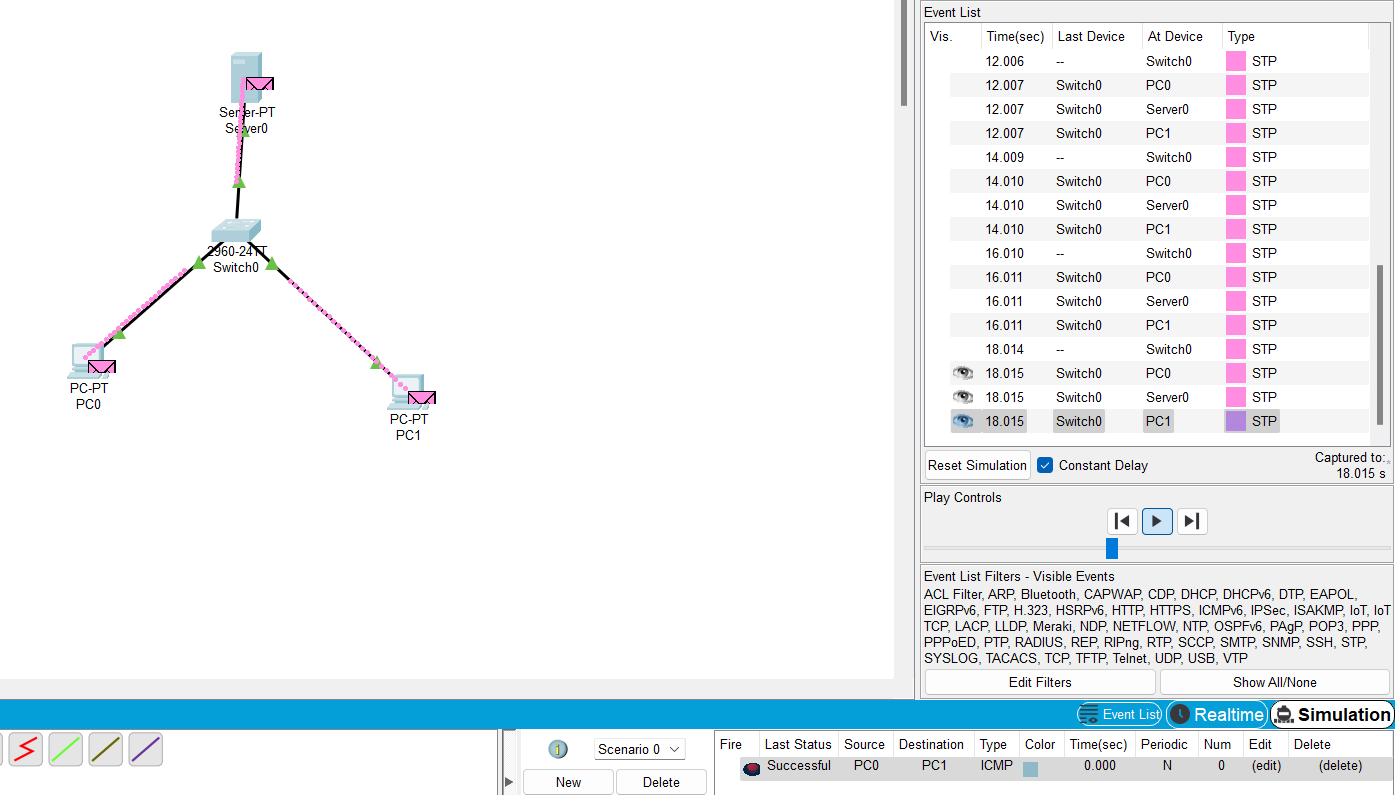 Server-PT
Server0
2960-24TT
Switch0
PC-PT
PC0
PC-PT
PC1
Event List
Vis. Time(sec) Last Device At Device Type
12.006 -- Switch0 STP
12.007 Switch0 PC0 STP
12.007 Switch0 Server0 STP
12.007 Switch0 PC1 STP
14.009 -- Switch0 STP
14.010 Switch0 PC0 STP
14.010 Switch0 Server0 STP
14.010 Switch0 PC1 STP
16.010 -- Switch0 STP
16.011 Switch0 PC0 STP
16.011 Switch0 Server0 STP
16.011 Switch0 PC1 STP
18.014 -- Switch0 STP
18.015 Switch0 PC0 STP
18.015 Switch0 Server0 STP
18.015 Switch0 PC1 STP
Reset Simulation Constant Delay Captured to:*
18.015 s
Play Controls
Event List Filters - Visible Events
ACL Filter, ARP, Bluetooth, CAPWAP, CDP, DHCP, DHCPv6, DTP, EAPOL,
EIGRPv6, FTP, H.323, HSRPv6, HTTP, HTTPS, ICMPv6, IPSec, ISAKMP, IoT, IoT
TCP, LACP, LLDP, Meraki, NDP, NETFLOW, NTP, OSPFv6, PAgP, POP3, PPP,
PPPoED, PTP, RADIUS, REP, RIPng, RTP, SCCP, SMTP, SNMP, SSH, STP,
SYSLOG, TACACS, TCP, TFTP, Telnet, UDP, USB, VTP
Edit Filters Show All/None
Event List Realtime Simulation
Scenario 0
New Delete
Fire Last Status Source Destination Type Color Time(sec) Periodic Num Edit Delete
Successful PC0 PC1 ICMP 0.000 N 0 (edit) (delete)